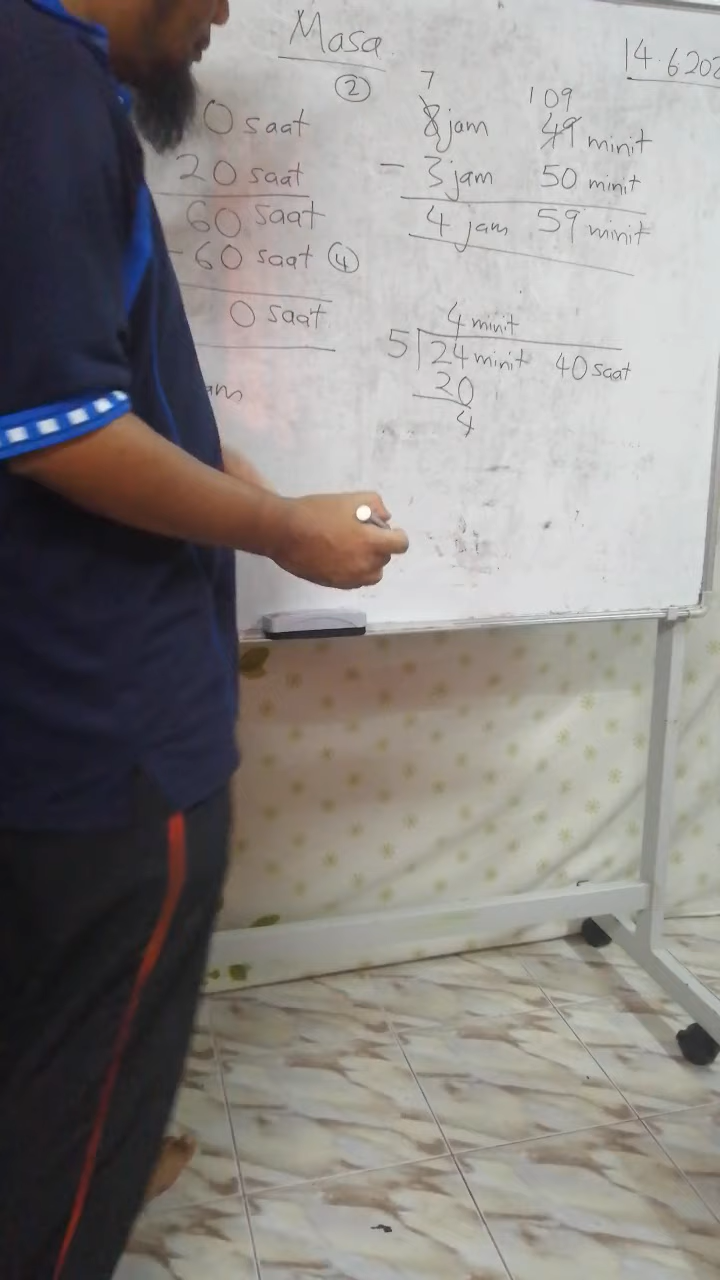 Masa
14.6.202
②
0 saat
20 saat
60 saat
-60 saat ④
0 saat
am
7 109
8 jam 49 minit
- 3 jam 50 minit
4 jam 59 minit
4 minit
5 24 minit 40 saat
20
4